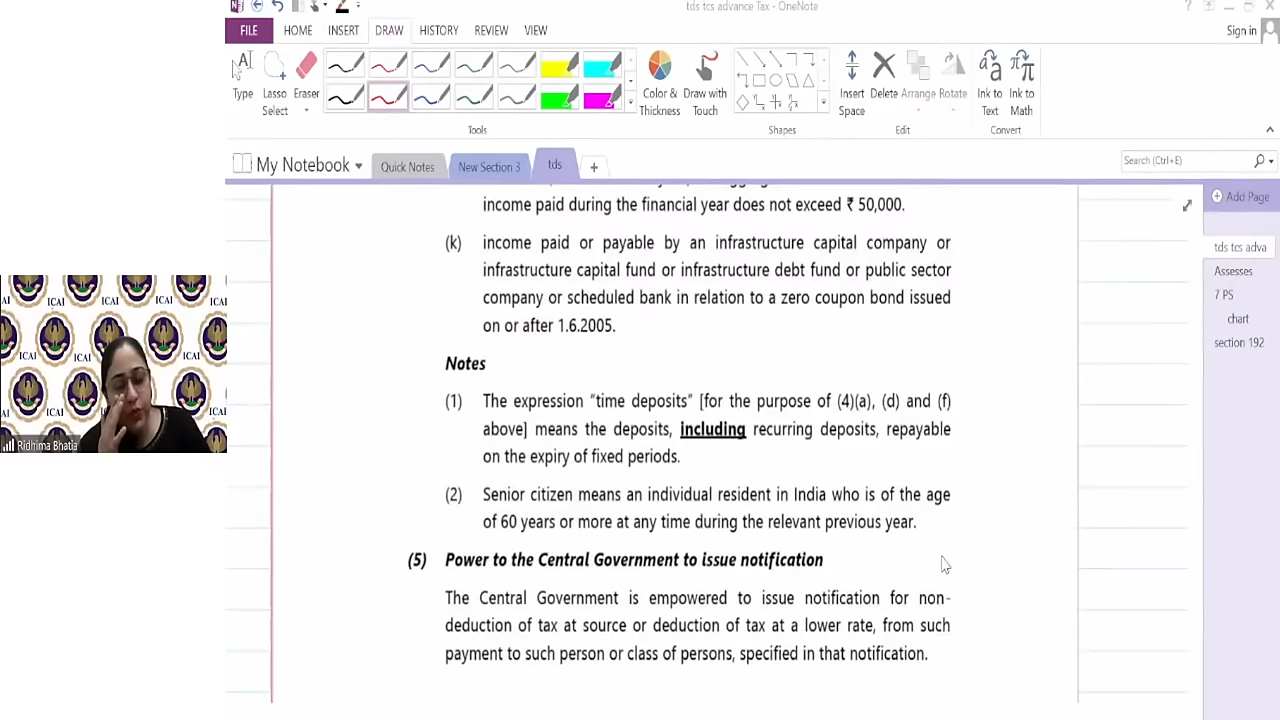 tds tcs advance Tax - OneNote
Sign in
FILE
HOME
INSERT
DRAW
HISTORY
REVIEW
VIEW
Type
Lasso Select
Eraser
Color & Thickness
Draw with Touch
Insert Space
Delete
Arrange
Rotate
Ink to Text
Ink to Math
Tools
Shapes
Edit
Convert
My Notebook
Quick Notes
New Section 3
tds
Search (Ctrl+E)
Add Page
tds tcs adva
Assesses
7 PS
chart
section 192
income paid during the financial year does not exceed ₹ 50,000.
(k) income paid or payable by an infrastructure capital company or
infrastructure capital fund or infrastructure debt fund or public sector
company or scheduled bank in relation to a zero coupon bond issued
on or after 1.6.2005.
Notes
(1) The expression "time deposits" [for the purpose of (4)(a), (d) and (f)
above] means the deposits, including recurring deposits, repayable
on the expiry of fixed periods.
(2) Senior citizen means an individual resident in India who is of the age
of 60 years or more at any time during the relevant previous year.
(5) Power to the Central Government to issue notification
The Central Government is empowered to issue notification for non-
deduction of tax at source or deduction of tax at a lower rate, from such
payment to such person or class of persons, specified in that notification.
ICAI
ICAI
ICAI
ICAI
ICAI
Ridhima Bhatia